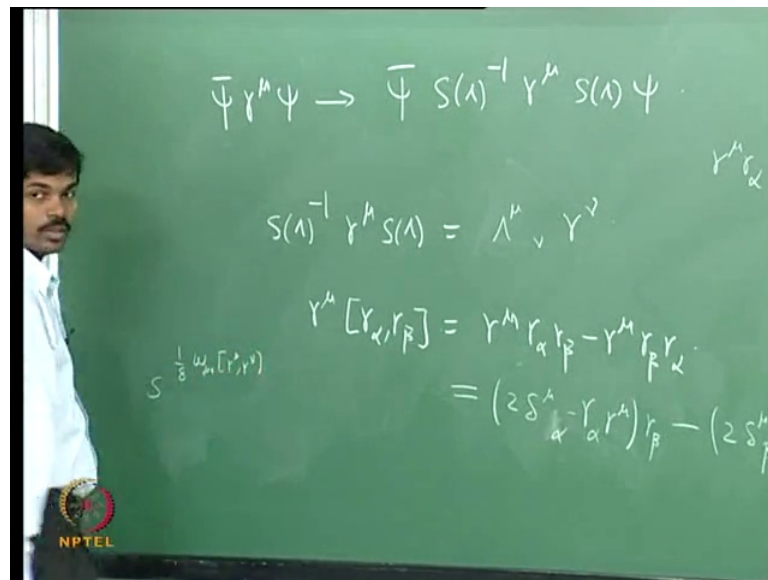 ψ̄ γ^μ ψ → ψ̄ S(Λ)^{-1} γ^μ S(Λ) ψ .
γ^μ γ_α
S(Λ)^{-1} γ^μ S(Λ) = Λ^μ_ν γ^ν .
γ^μ [γ_α, γ_β] = γ^μ γ_α γ_β - γ^μ γ_β γ_α .
= (2δ^μ_α - γ_α γ^μ) γ_β - (2δ^μ_β
NPTEL